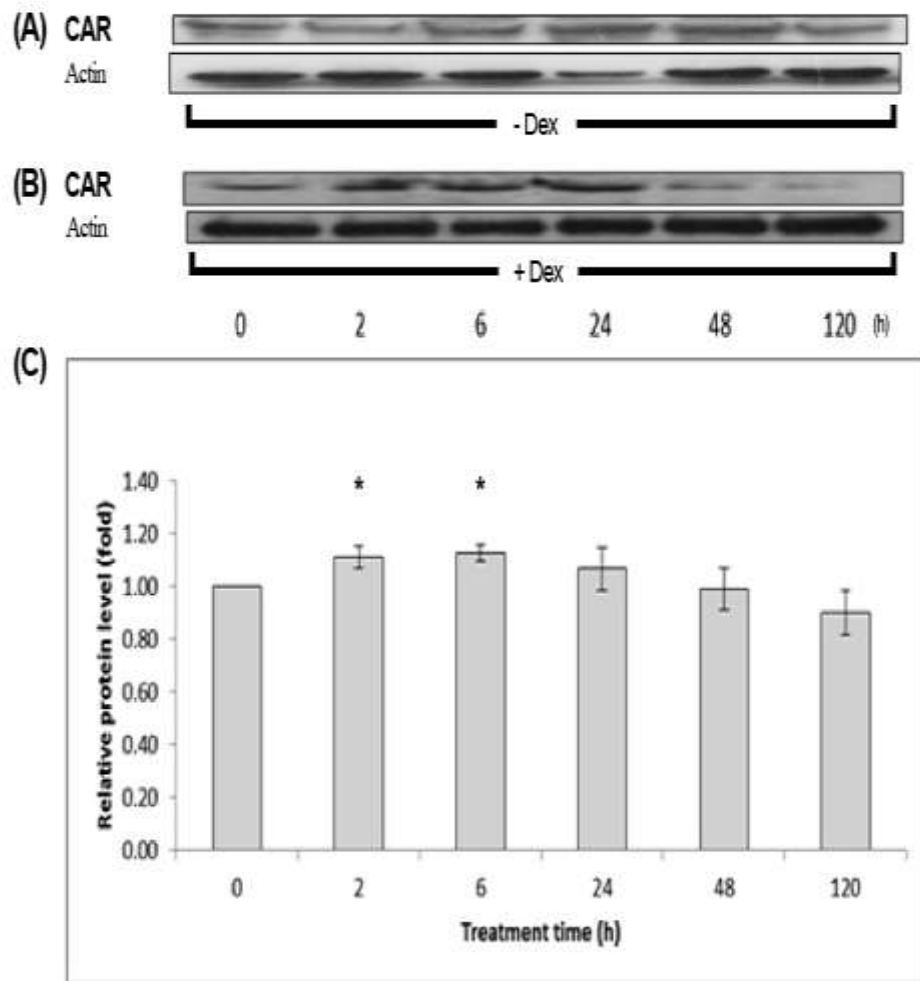 (A) CAR
Actin
- Dex
(B) CAR
Actin
+ Dex
0 2 6 24 48 120 (h)
(C)
1.40
* *
1.20
1.00
0.80
0.60
0.40
0.20
0.00
Relative protein level (fold)
0 2 6 24 48 120
Treatment time (h)